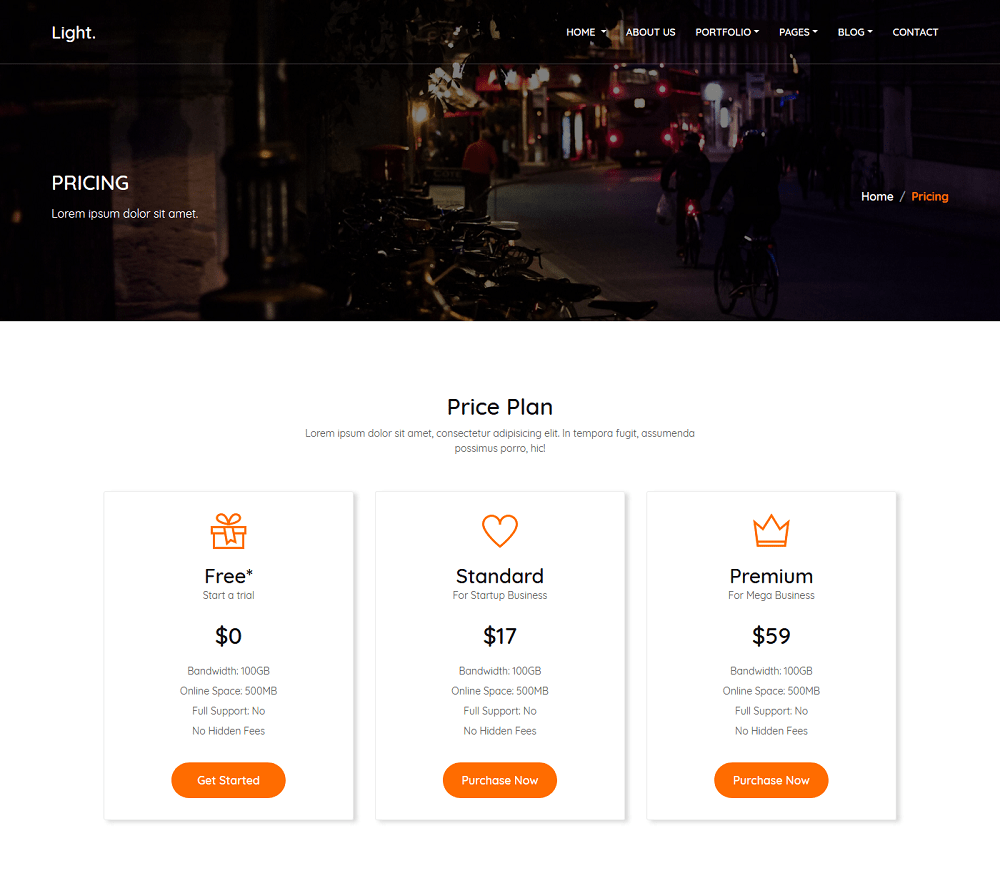 Light.
HOME ABOUT US PORTFOLIO PAGES BLOG CONTACT
PRICING
Lorem ipsum dolor sit amet.
Home / Pricing
Price Plan
Lorem ipsum dolor sit amet, consectetur adipisicing elit. In tempora fugit, assumenda
possimus porro, hic!
Free*
Start a trial
$0
Bandwidth: 100GB
Online Space: 500MB
Full Support: No
No Hidden Fees
Get Started
Standard
For Startup Business
$17
Bandwidth: 100GB
Online Space: 500MB
Full Support: No
No Hidden Fees
Purchase Now
Premium
For Mega Business
$59
Bandwidth: 100GB
Online Space: 500MB
Full Support: No
No Hidden Fees
Purchase Now